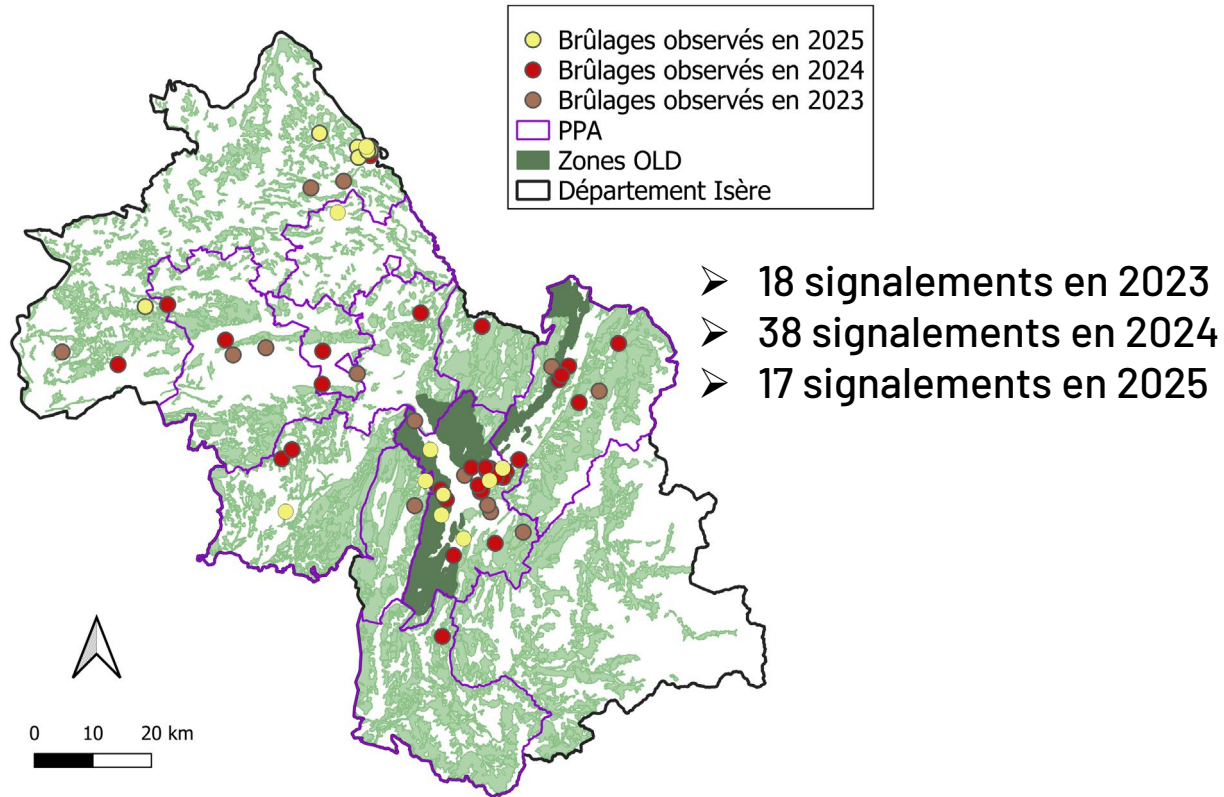 Brûlages observés en 2025
Brûlages observés en 2024
Brûlages observés en 2023
PPA
Zones OLD
Département Isère
➢ 18 signalements en 2023
➢ 38 signalements en 2024
➢ 17 signalements en 2025
0 10 20 km